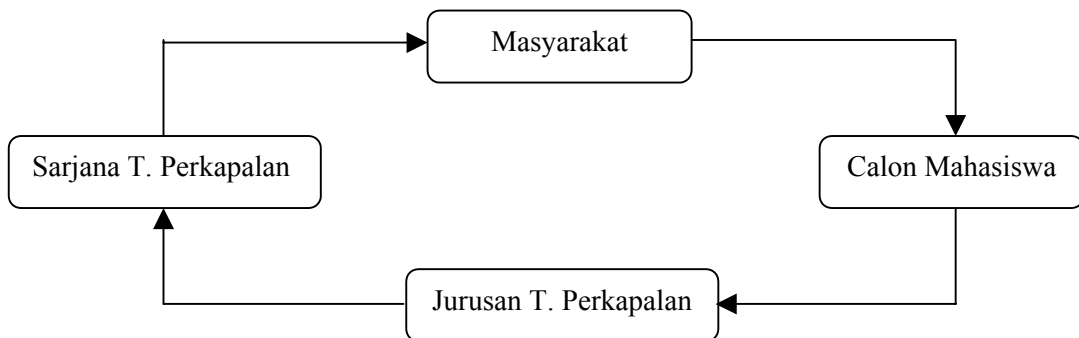 Masyarakat
Sarjana T. Perkapalan
Calon Mahasiswa
Jurusan T. Perkapalan